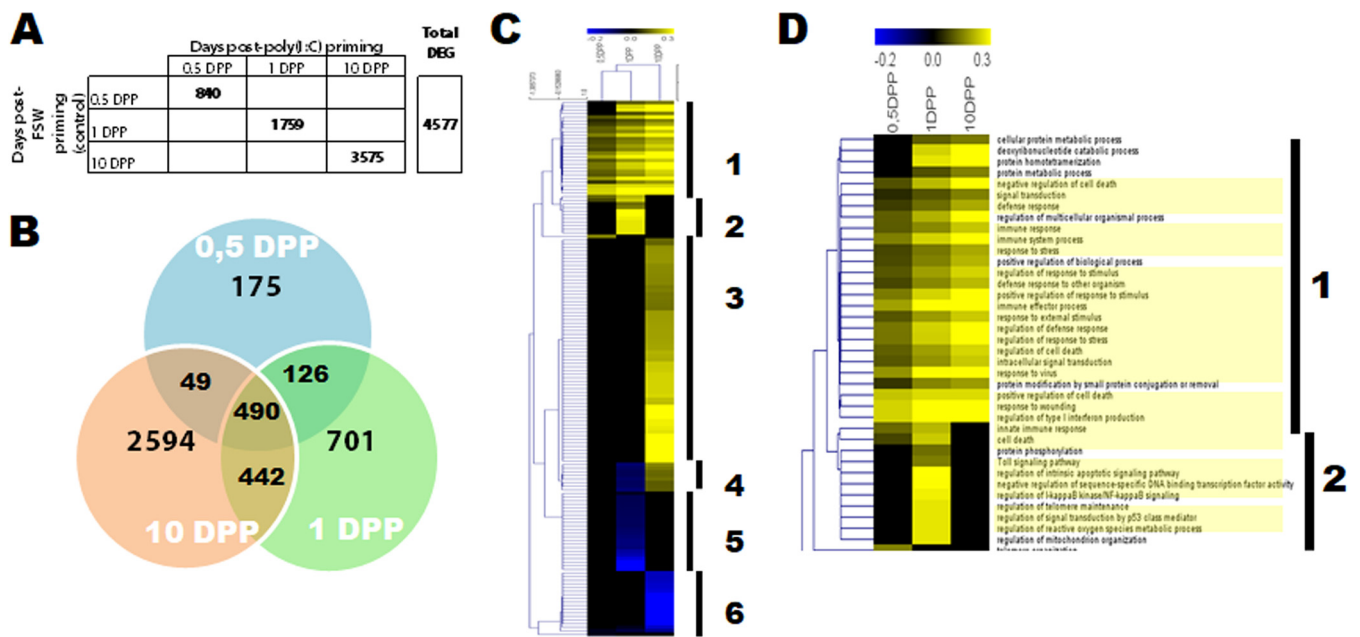 A
Days post-poly(I:C) priming
Total DEG
0.5 DPP 1 DPP 10 DPP
Days post-FSW priming (control)
0.5 DPP 840
1 DPP 1759
10 DPP 3575
4577
B
0,5 DPP
175
49
126
490
2594
701
442
10 DPP
1 DPP
C
0,5DPP
1DPP
10DPP
1
2
3
4
5
6
D
-0.2 0.0 0.3
0,5DPP
1DPP
10DPP
cellular protein metabolic process
deoxyribonucleotide catabolic process
protein homotetramerization
protein metabolic process
negative regulation of cell death
signal transduction
defense response
regulation of multicellular organismal process
immune response
immune system process
response to stress
positive regulation of biological process
regulation of response to stimulus
defense response to other organism
positive regulation of response to stimulus
immune effector process
response to external stimulus
regulation of defense response
regulation of response to stress
regulation of cell death
intracellular signal transduction
response to virus
protein modification by small protein conjugation or removal
positive regulation of cell death
response to wounding
regulation of type I interferon production
innate immune response
cell death
protein phosphorylation
Toll signaling pathway
regulation of intrinsic apoptotic signaling pathway
negative regulation of sequence-specific DNA binding transcription factor activity
regulation of I-kappaB kinase/NF-kappaB signaling
regulation of telomere maintenance
regulation of signal transduction by p53 class mediator
regulation of reactive oxygen species metabolic process
regulation of mitochondrion organization
telomere organization
1
2